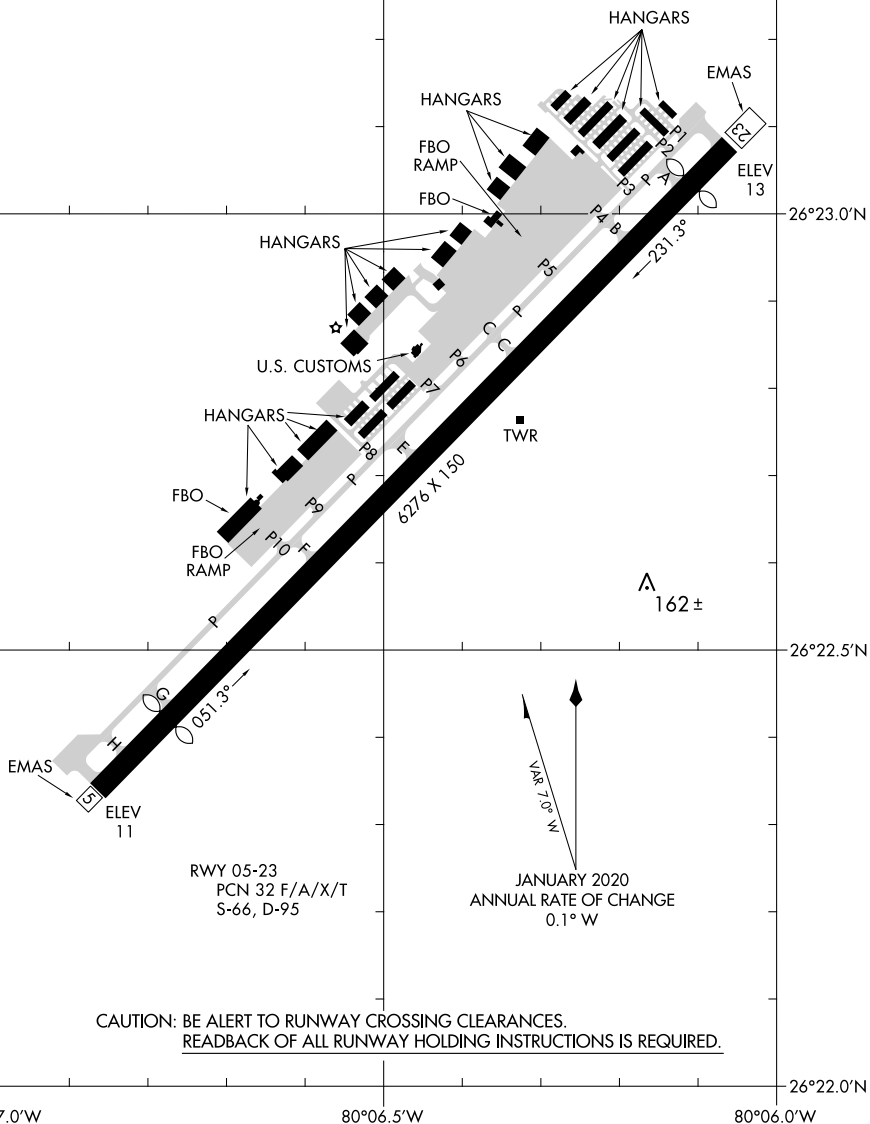 HANGARS
EMAS
23
HANGARS
P1
P2
FBO
RAMP
ELEV
13
P
A
P3
FBO
P4
B
26°23.0'N
HANGARS
231.3°
P5
P
C
C
U.S. CUSTOMS
P6
P7
HANGARS
TWR
P8
E
P
6276 X 150
FBO
P9
FBO
RAMP
P10
F
162 ±
P
26°22.5'N
G
051.3°
H
EMAS
5
ELEV
11
VAR 7.0° W
RWY 05-23
PCN 32 F/A/X/T
S-66, D-95
JANUARY 2020
ANNUAL RATE OF CHANGE
0.1° W
CAUTION: BE ALERT TO RUNWAY CROSSING CLEARANCES.
READBACK OF ALL RUNWAY HOLDING INSTRUCTIONS IS REQUIRED.
26°22.0'N
7.0'W
80°06.5'W
80°06.0'W